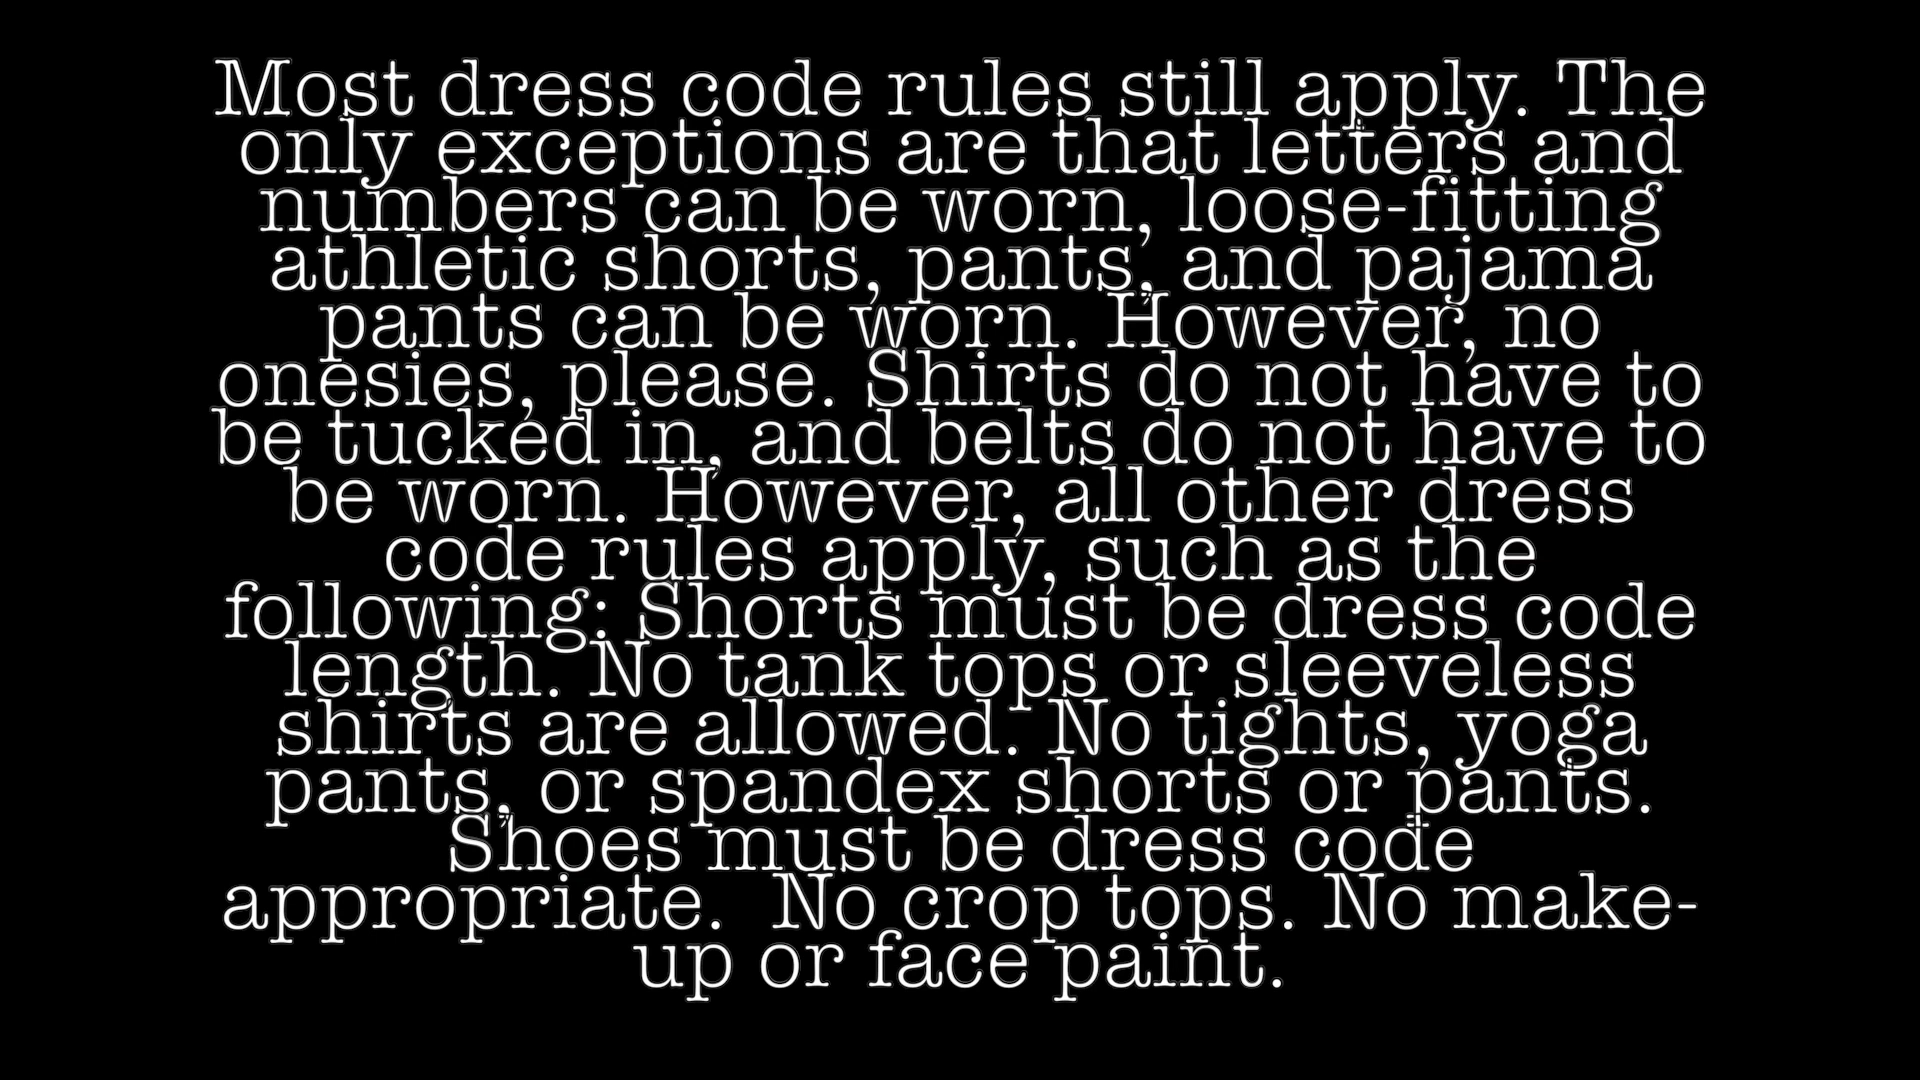 Most dress code rules still apply. The
only exceptions are that letters and
numbers can be worn, loose-fitting
athletic shorts, pants, and pajama
pants can be worn. However, no
onesies, please. Shirts do not have to
be tucked in, and belts do not have to
be worn. However, all other dress
code rules apply, such as the
following: Shorts must be dress code
length. No tank tops or sleeveless
shirts are allowed. No tights, yoga
pants, or spandex shorts or pants.
Shoes must be dress code
appropriate.  No crop tops. No make-
up or face paint.